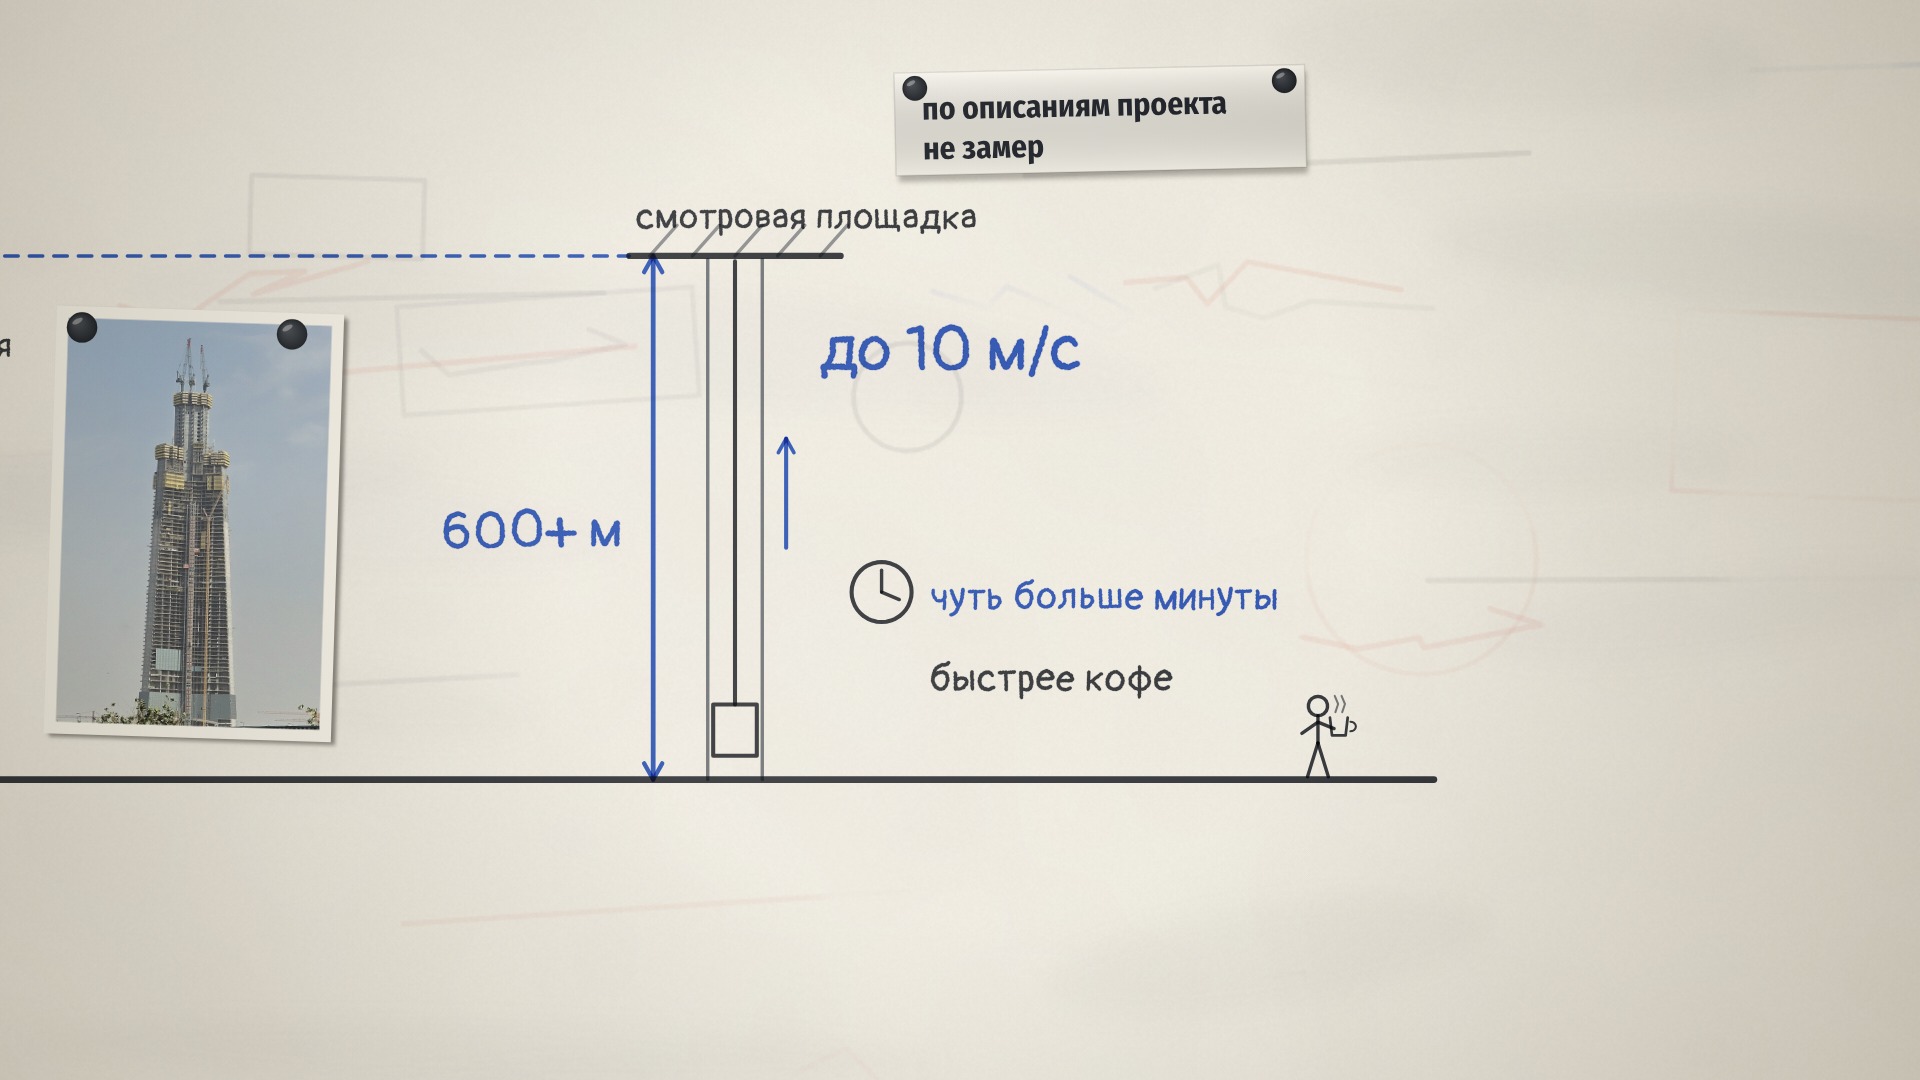 по описаниям проекта
не замер
смотровая площадка
я
до 10 м/с
600+ м
чуть больше минуты
быстрее кофе